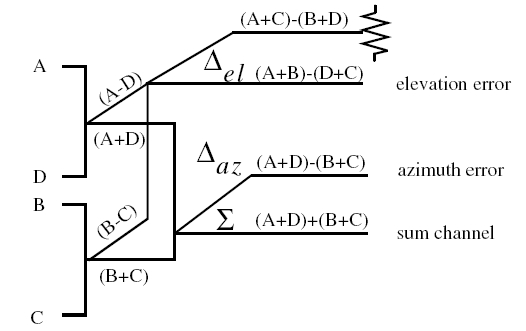 (A+C)-(B+D)
A
(A-D)
Δel (A+B)-(D+C)
elevation error
(A+D)
Δaz (A+D)-(B+C)
azimuth error
D
B
(B-C)
Σ (A+D)+(B+C)
sum channel
(B+C)
C